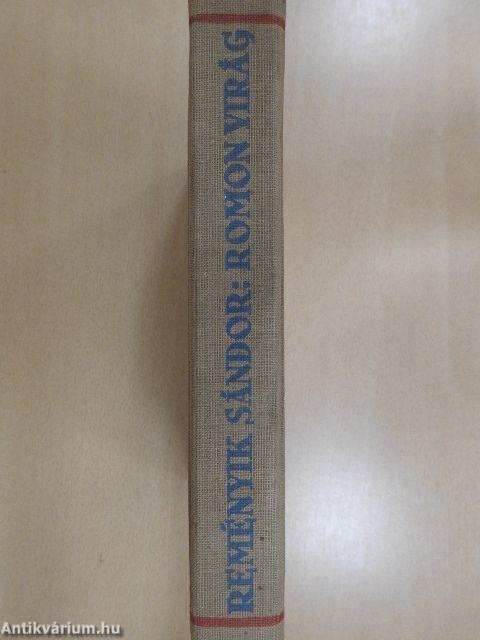 REMÉNYIK SÁNDOR: ROMON VIRÁG
Antikvárium.hu